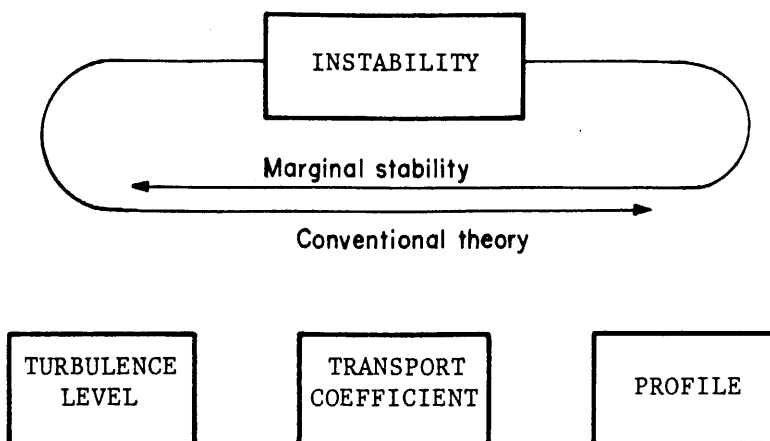 INSTABILITY
Marginal stability
Conventional theory
TURBULENCE
LEVEL
TRANSPORT
COEFFICIENT
PROFILE